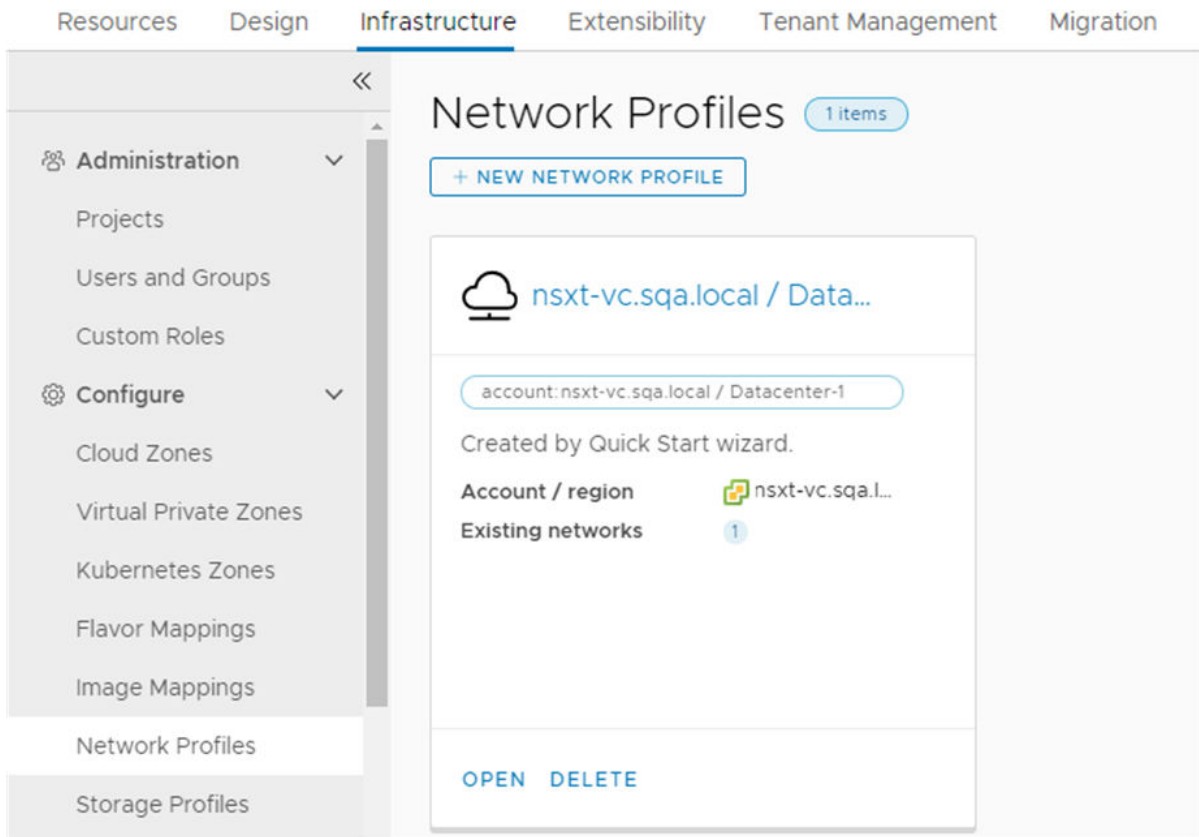 Resources Design Infrastructure Extensibility Tenant Management Migration
Administration
Projects
Users and Groups
Custom Roles
Configure
Cloud Zones
Virtual Private Zones
Kubernetes Zones
Flavor Mappings
Image Mappings
Network Profiles
Storage Profiles
Network Profiles 1 items
+ NEW NETWORK PROFILE
nsxt-vc.sqa.local / Data...
account:nsxt-vc.sqa.local / Datacenter-1
Created by Quick Start wizard.
Account / region nsxt-vc.sqa.l...
Existing networks 1
OPEN DELETE